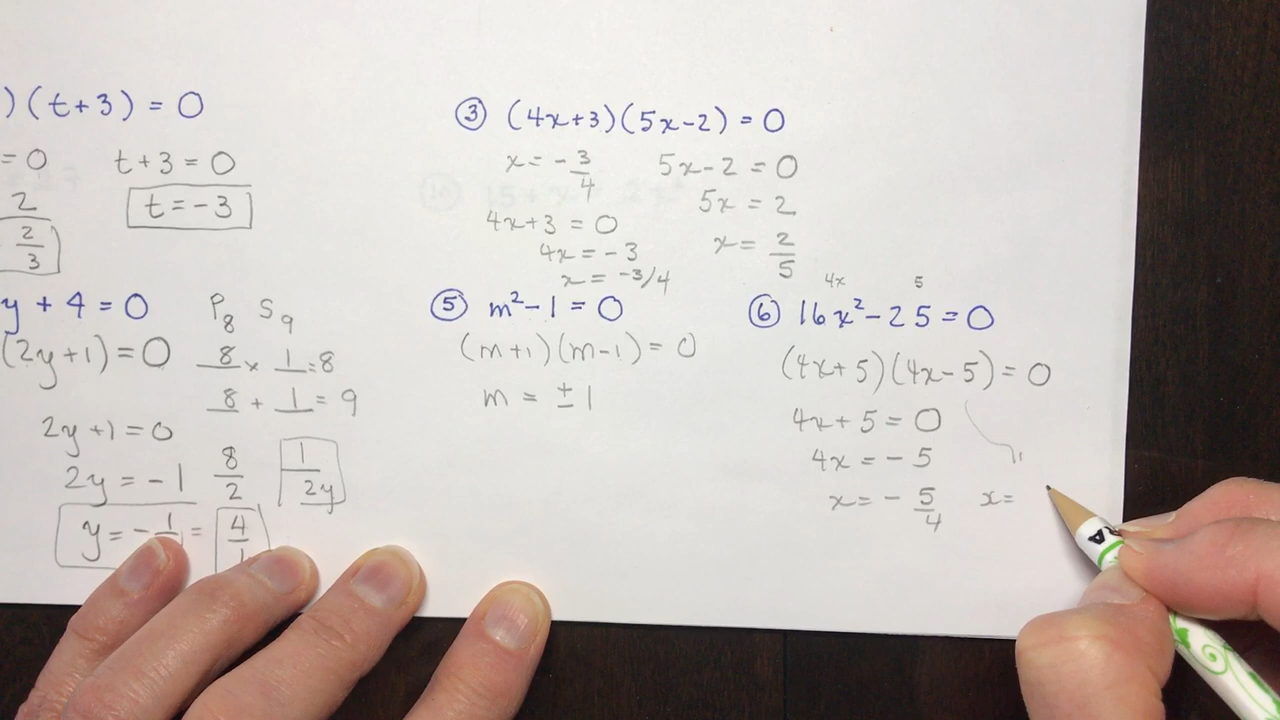 ) (t+3) = 0
= 0 t+3 = 0
2 t = -3
2/3
③ (4x+3)(5x-2) = 0
x = -3/4 5x-2 = 0
4x+3 = 0 5x = 2
4x = -3 x = 2/5
x = -3/4
y + 4 = 0 P8 S9
(2y+1) = 0 8 × 1 = 8
8 + 1 = 9
2y+1 = 0
2y = -1 8/2 1/2y
y = -1 = 4/1
⑤ m²-1 = 0
(m+1)(m-1) = 0
m = ± 1
4x 5
⑥ 16x²-25 = 0
(4x+5)(4x-5) = 0
4x+5 = 0
4x = -5
x = -5/4 x =